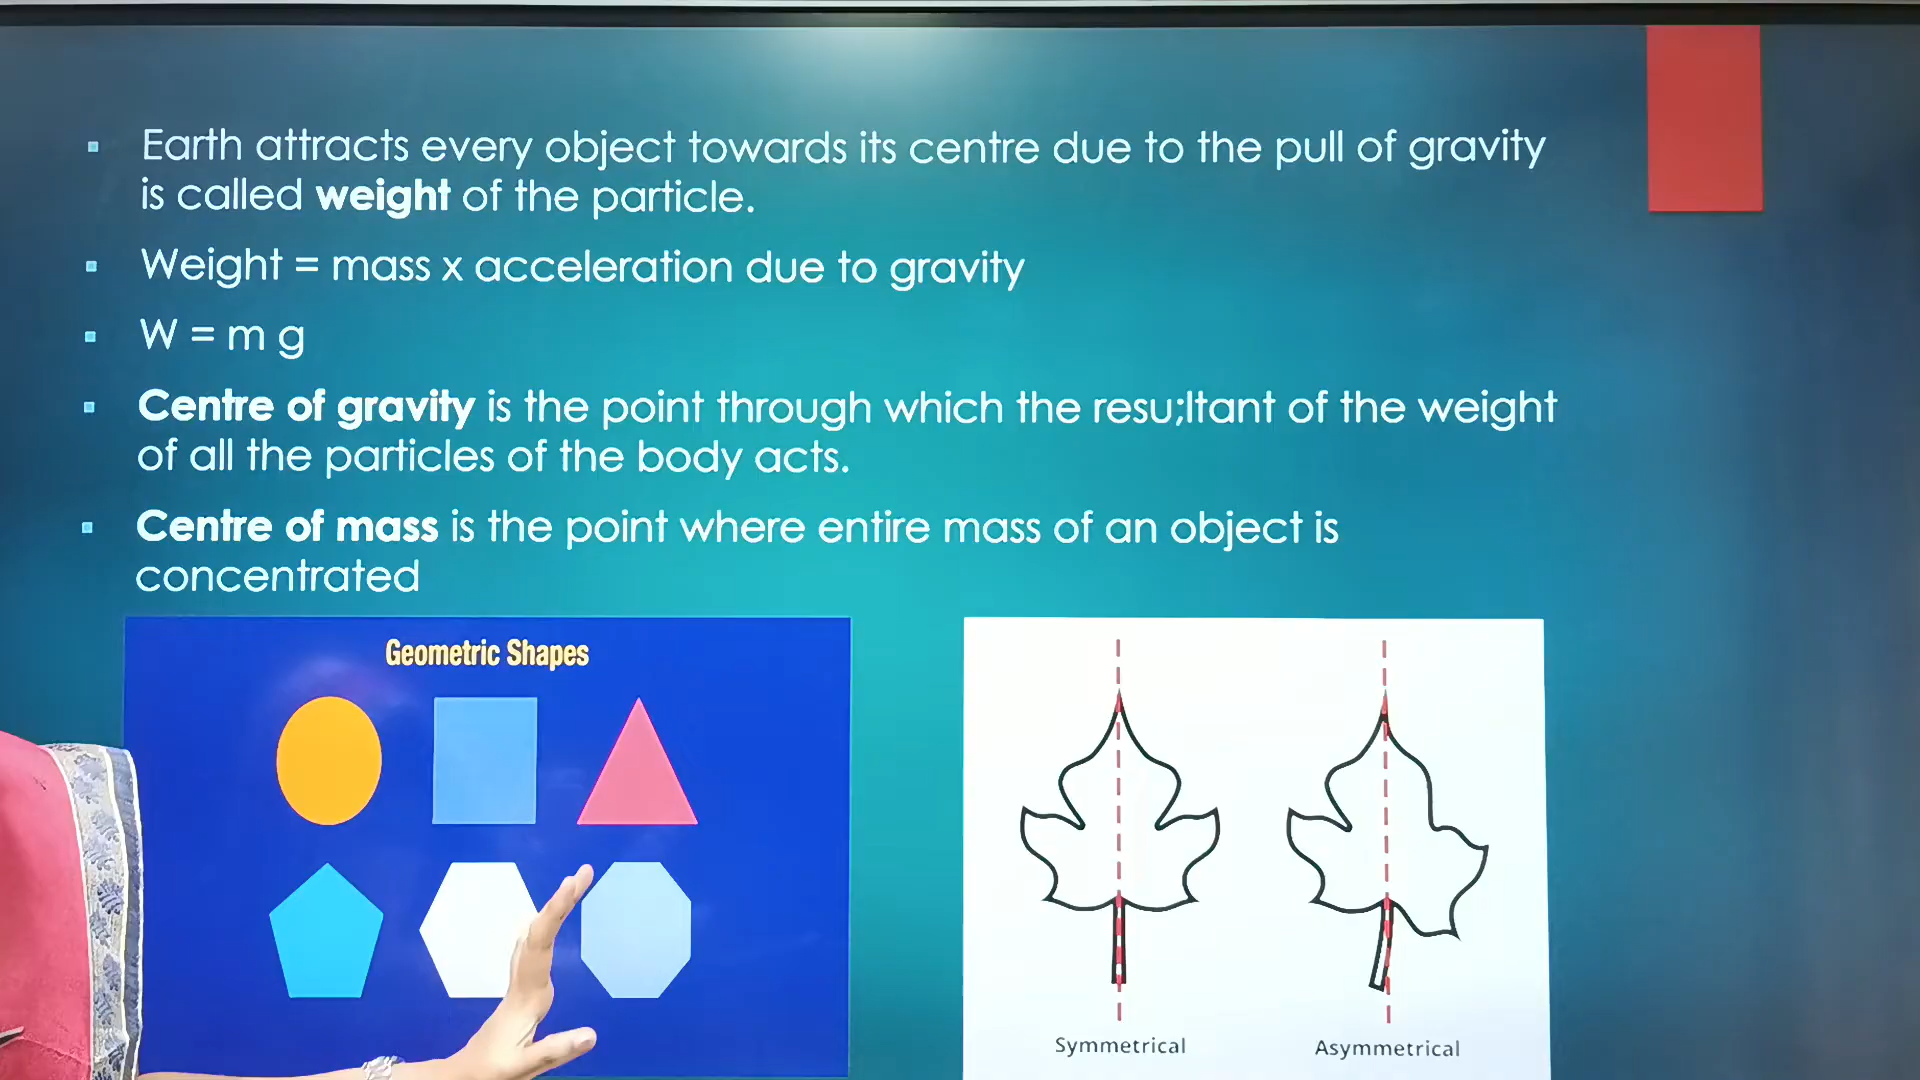 Earth attracts every object towards its centre due to the pull of gravity
is called weight of the particle.
Weight = mass x acceleration due to gravity
W = m g
Centre of gravity is the point through which the resu;ltant of the weight
of all the particles of the body acts.
Centre of mass is the point where entire mass of an object is
concentrated
Geometric Shapes
Symmetrical
Asymmetrical